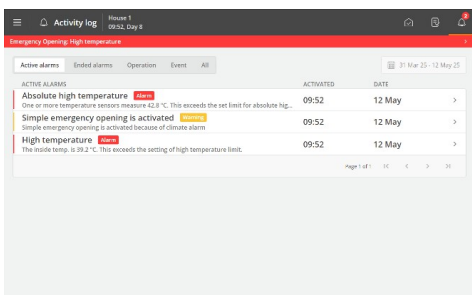 Activity log
House 1
09:52, Day 8
2
Emergency Opening: High temperature
Active alarms Ended alarms Operation Event All
31 Mar 25 - 12 May 25
ACTIVE ALARMS ACTIVATED DATE
Absolute high temperature Alarm
One or more temperature sensors measure 42.8 °C. This exceeds the set limit for absolute hig...
09:52 12 May
Simple emergency opening is activated Warning
Simple emergency opening is activated because of climate alarm
09:52 12 May
High temperature Alarm
The inside temp. is 39.2 °C. This exceeds the setting of high temperature limit.
09:52 12 May
Page 1 of 1